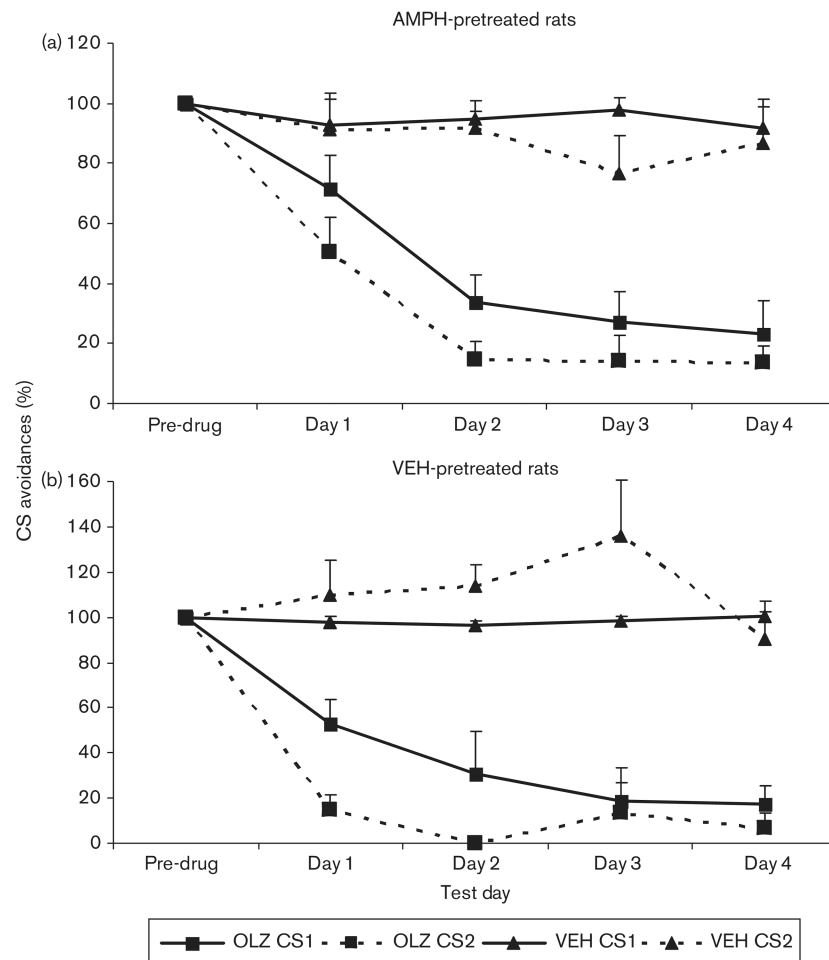 AMPH-pretreated rats
(a)
120
100
80
60
40
20
0
Pre-drug Day 1 Day 2 Day 3 Day 4
CS avoidances (%)
VEH-pretreated rats
(b)
160
140
120
100
80
60
40
20
0
Pre-drug Day 1 Day 2 Day 3 Day 4
Test day
OLZ CS1 OLZ CS2 VEH CS1 VEH CS2